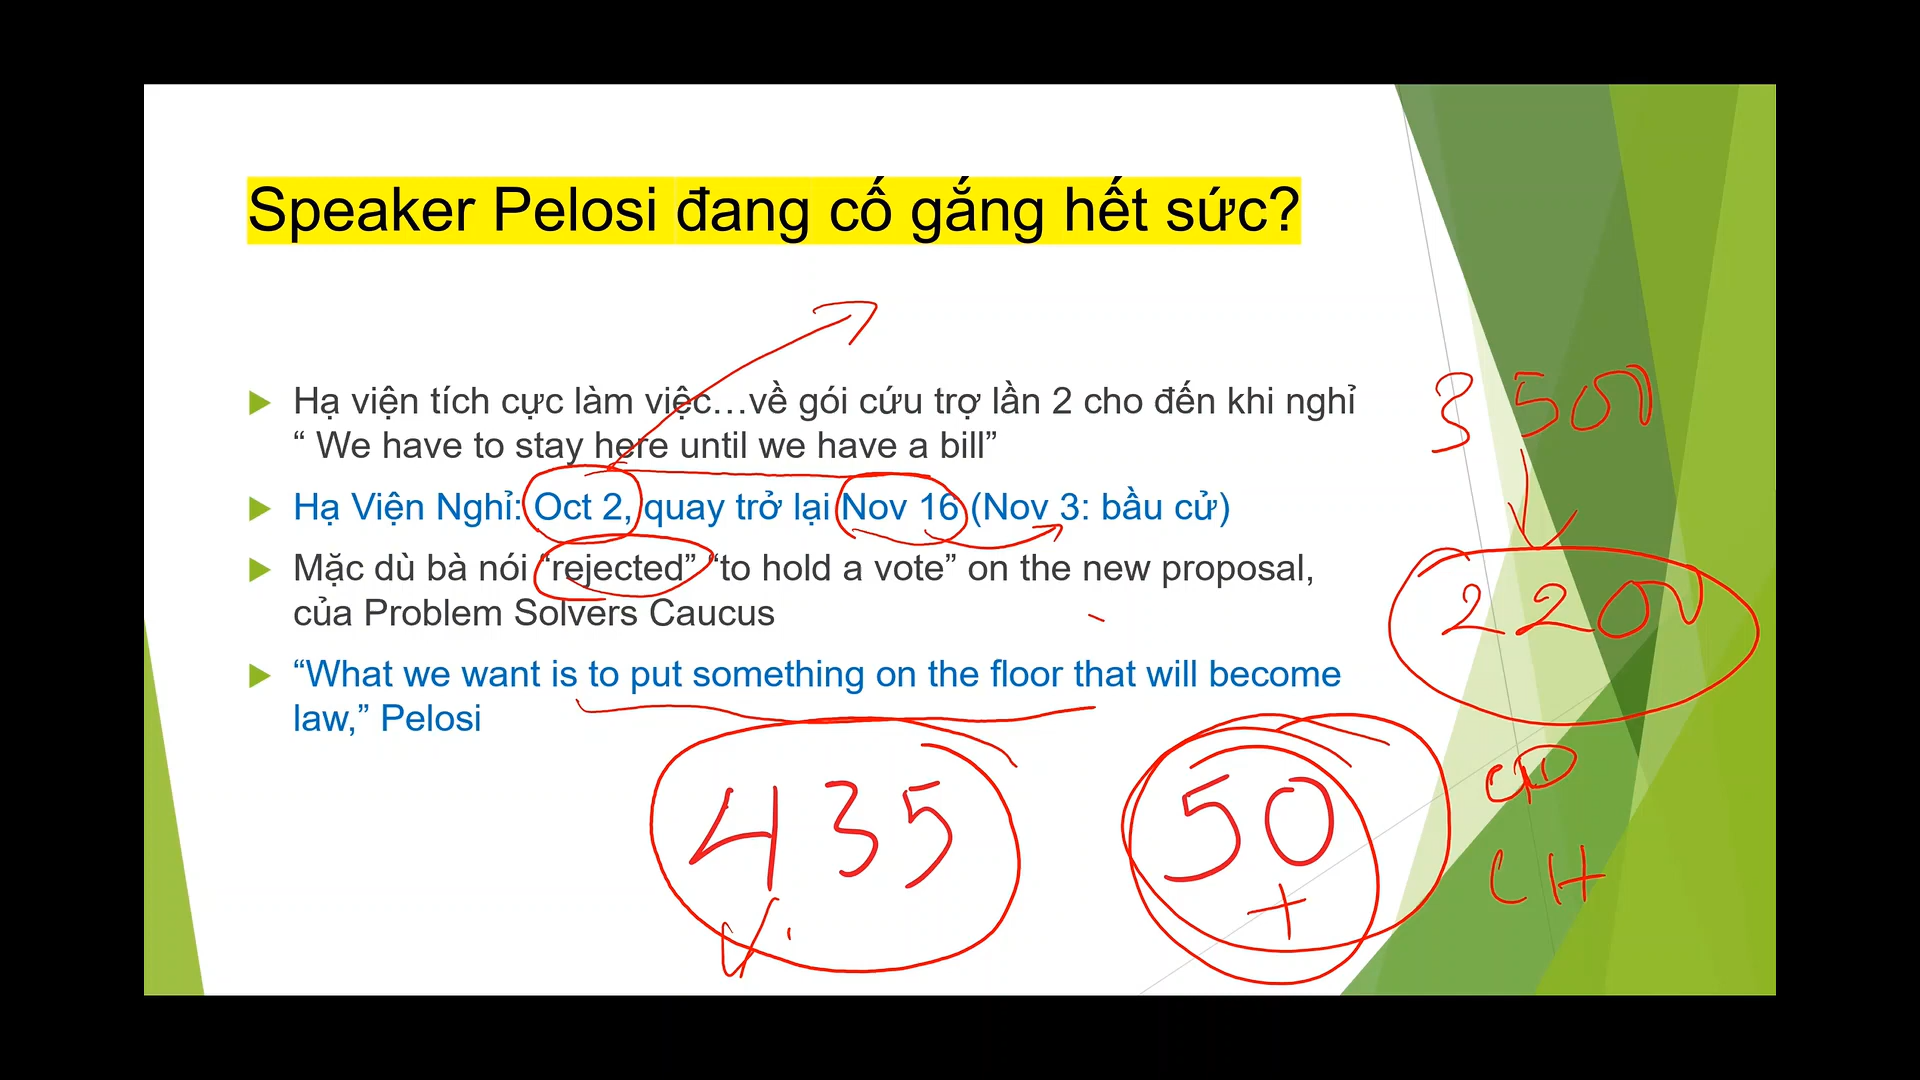 Speaker Pelosi đang cố gắng hết sức?
Hạ viện tích cực làm việc…về gói cứu trợ lần 2 cho đến khi nghỉ
“ We have to stay here until we have a bill”
Hạ Viện Nghỉ: Oct 2, quay trở lại Nov 16 (Nov 3: bầu cử)
Mặc dù bà nói “rejected” “to hold a vote” on the new proposal,
của Problem Solvers Caucus
“What we want is to put something on the floor that will become
law,” Pelosi
3500
2200
435
50
+
CH